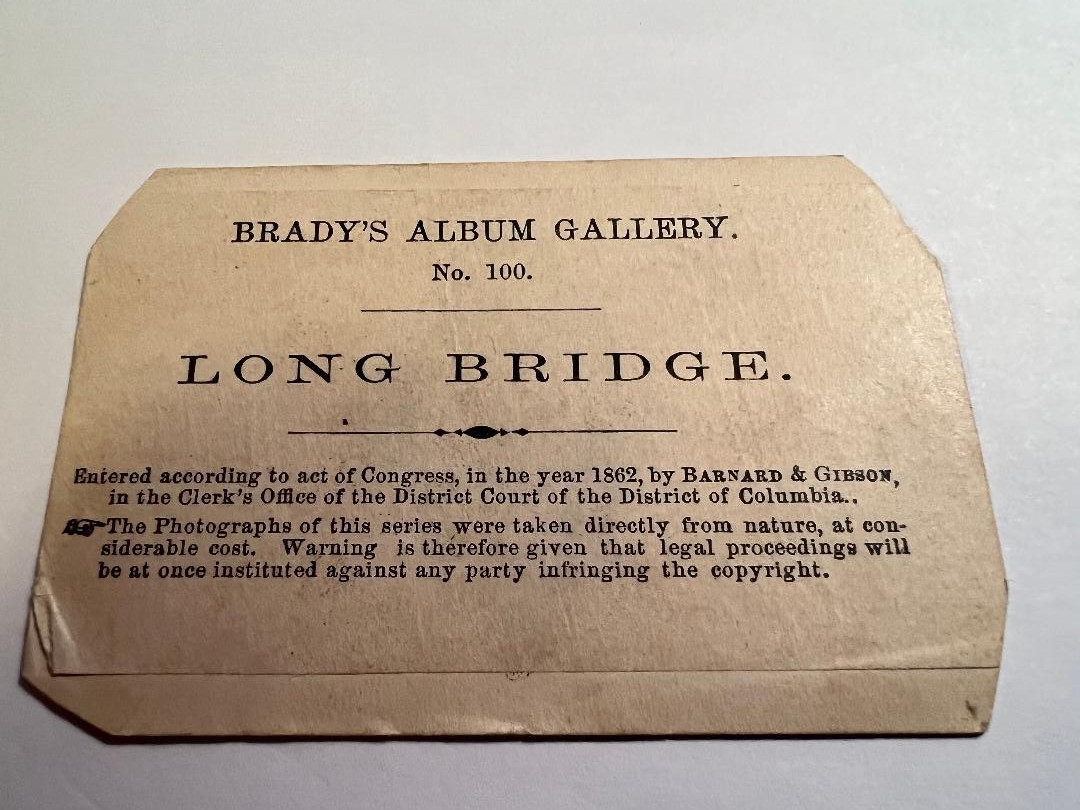 BRADY'S ALBUM GALLERY.
No. 100.
LONG BRIDGE.
Entered according to act of Congress, in the year 1862, by BARNARD & GIBSON,
in the Clerk's Office of the District Court of the District of Columbia..
☞The Photographs of this series were taken directly from nature, at con-
siderable cost. Warning is therefore given that legal proceedings will
be at once instituted against any party infringing the copyright.